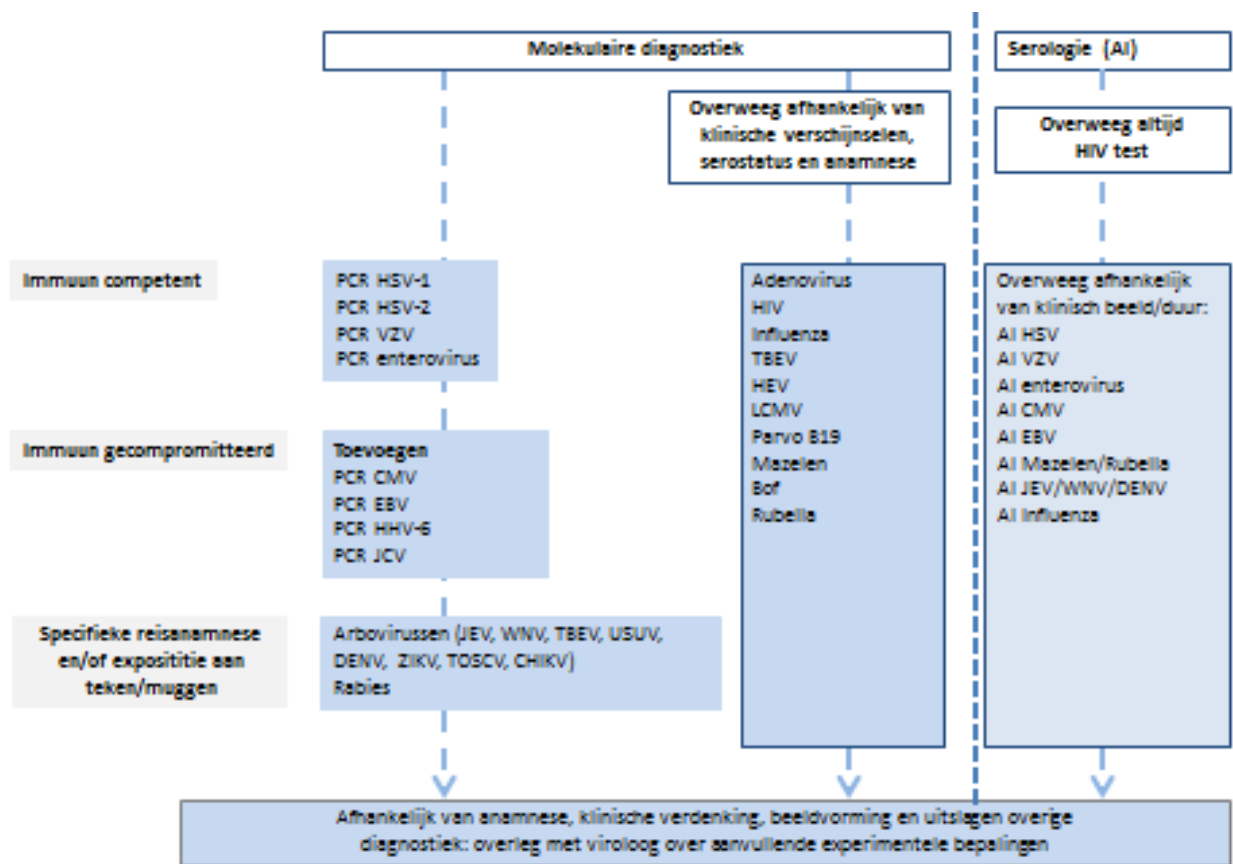 Molekulaire diagnostiek
Serologie (AI)
Overweeg afhankelijk van
klinische verschijnselen,
serostatus en anamnese
Overweeg altijd
HIV test
Immuun competent
PCR HSV-1
PCR HSV-2
PCR VZV
PCR enterovirus
Immuun gecompromitteerd
Toevoegen
PCR CMV
PCR EBV
PCR HHV-6
PCR JCV
Specifieke reisanamnese
en/of exposititie aan
teken/muggen
Arbovirussen (JEV, WNV, TBEV, USUV,
DENV, ZIKV, TOSCV, CHIKV)
Rabies
Adenovirus
HIV
Influenza
TBEV
HEV
LCMV
Parvo B19
Mazelen
Bof
Rubella
Overweeg afhankelijk
van klinisch beeld/duur:
AI HSV
AI VZV
AI enterovirus
AI CMV
AI EBV
AI Mazelen/Rubella
AI JEV/WNV/DENV
AI Influenza
Afhankelijk van anamnese, klinische verdenking, beeldvorming en uitslagen overige
diagnostiek: overleg met viroloog over aanvullende experimentele bepalingen